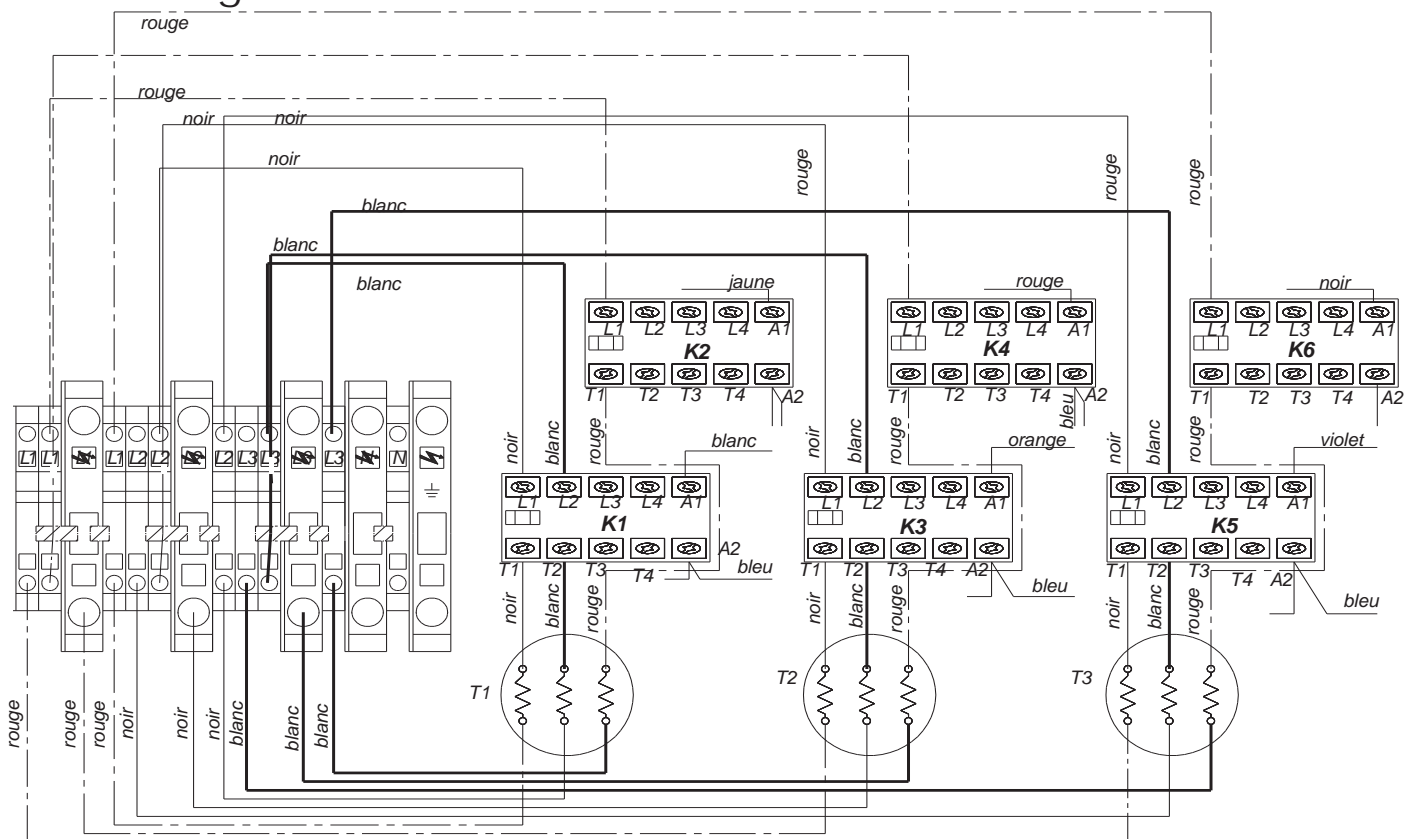 g
rouge
rouge
noir noir
noir
blanc
blanc
blanc
rouge
rouge
rouge
jaune
rouge
noir
L1 L2 L3 L4 A1
K2
T1 T2 T3 T4 A2
L1 L2 L3 L4 A1
K4
T1 T2 T3 T4 A2
bleu
L1 L2 L3 L4 A1
K6
T1 T2 T3 T4 A2
noir
blanc
rouge
blanc
noir
blanc
rouge
orange
noir
blanc
rouge
violet
L1 L1 L1 L2 L2 L2 L3 L3 L3 N
L1 L2 L3 L4 A1
K1
T1 T2 T3 T4 A2
bleu
L1 L2 L3 L4 A1
K3
T1 T2 T3 T4 A2
bleu
L1 L2 L3 L4 A1
K5
T1 T2 T3 T4 A2
bleu
noir
blanc
rouge
noir
blanc
rouge
noir
blanc
rouge
T1
T2
T3
rouge
rouge
rouge
noir
noir
noir
blanc
blanc
blanc